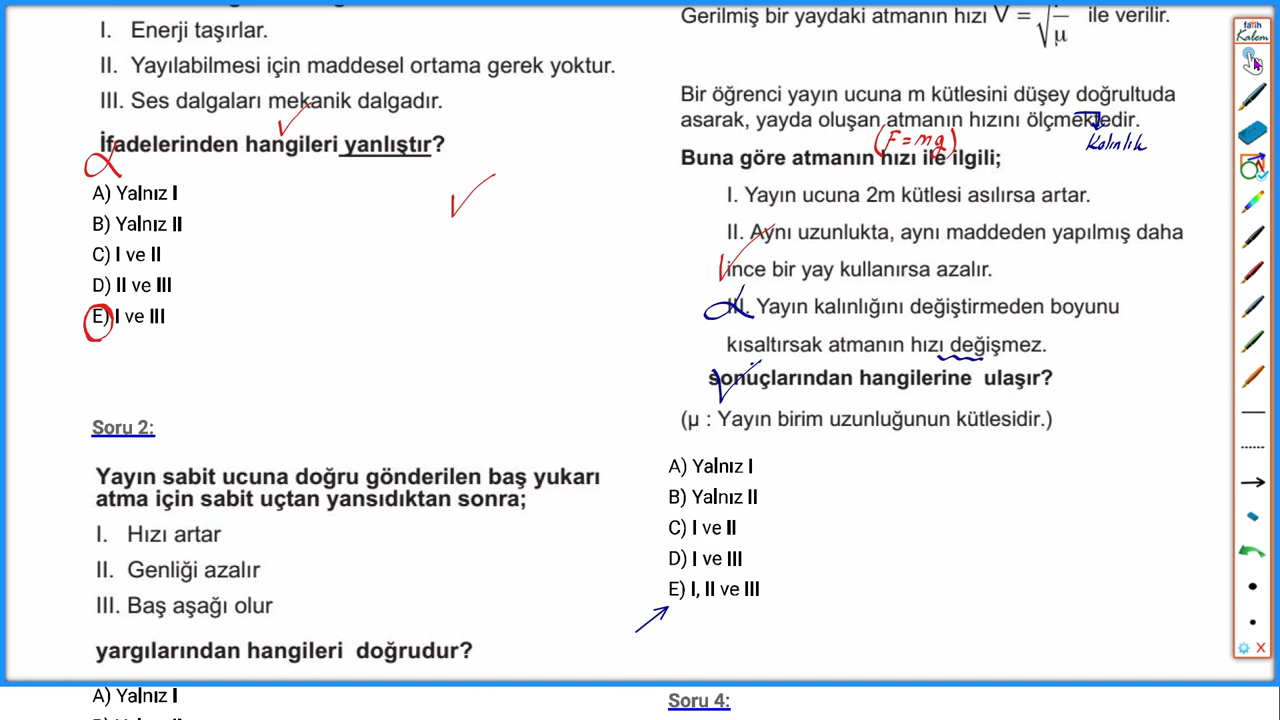 I. Enerji taşırlar.
II. Yayılabilmesi için maddesel ortama gerek yoktur.
III. Ses dalgaları mekanik dalgadır.
İfadelerinden hangileri yanlıştır?
A) Yalnız I
B) Yalnız II
C) I ve II
D) II ve III
E) I ve III
Soru 2:
Yayın sabit ucuna doğru gönderilen baş yukarı
atma için sabit uçtan yansıdıktan sonra;
I. Hızı artar
II. Genliği azalır
III. Baş aşağı olur
yargılarından hangileri doğrudur?
A) Yalnız I
Gerilmiş bir yaydaki atmanın hızı V = √ μ ile verilir.
Bir öğrenci yayın ucuna m kütlesini düşey doğrultuda
asarak, yayda oluşan atmanın hızını ölçmektedir.
(F = mg)
Kalınlık
Buna göre atmanın hızı ile ilgili;
I. Yayın ucuna 2m kütlesi asılırsa artar.
II. Aynı uzunlukta, aynı maddeden yapılmış daha
ince bir yay kullanırsa azalır.
III. Yayın kalınlığını değiştirmeden boyunu
kısaltırsak atmanın hızı değişmez.
sonuçlarından hangilerine ulaşır?
(μ : Yayın birim uzunluğunun kütlesidir.)
A) Yalnız I
B) Yalnız II
C) I ve II
D) I ve III
E) I, II ve III
Soru 4:
fatih
Kalem